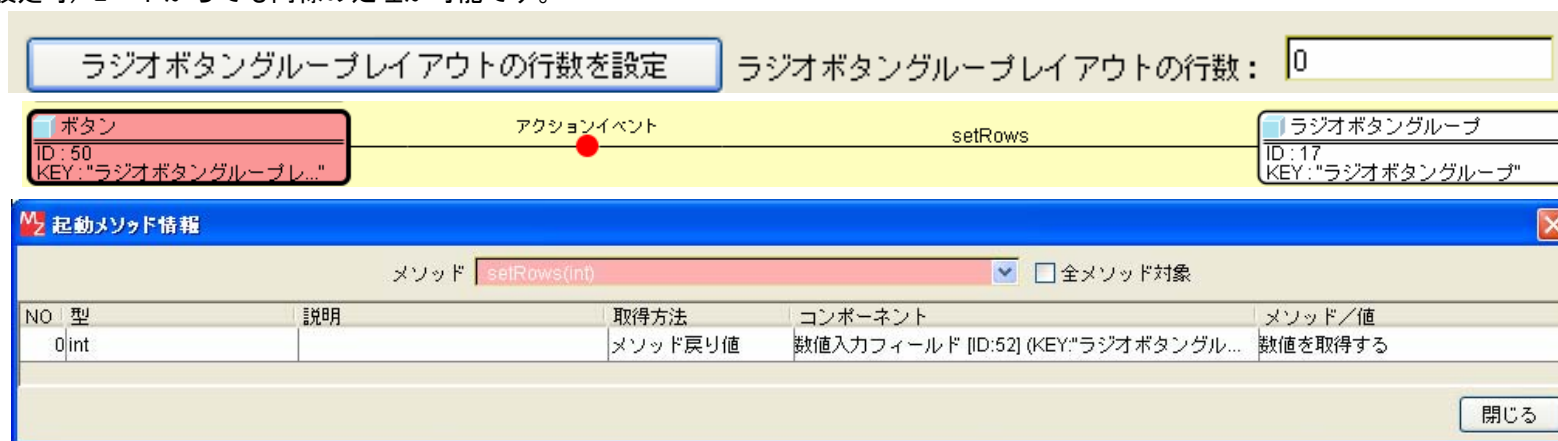 ラジオボタングループレイアウトの行数を設定 ラジオボタングループレイアウトの行数： 0
ボタン アクションイベント setRows ラジオボタングループ
ID : 50 ID : 17
KEY : "ラジオボタングループレ..." KEY : "ラジオボタングループ"
起動メソッド情報
メソッド setRows(int) 全メソッド対象
NO 型 説明 取得方法 コンポーネント メソッド／値
0 int メソッド戻り値 数値入力フィールド [ID:52] (KEY:"ラジオボタングル... 数値を取得する
閉じる